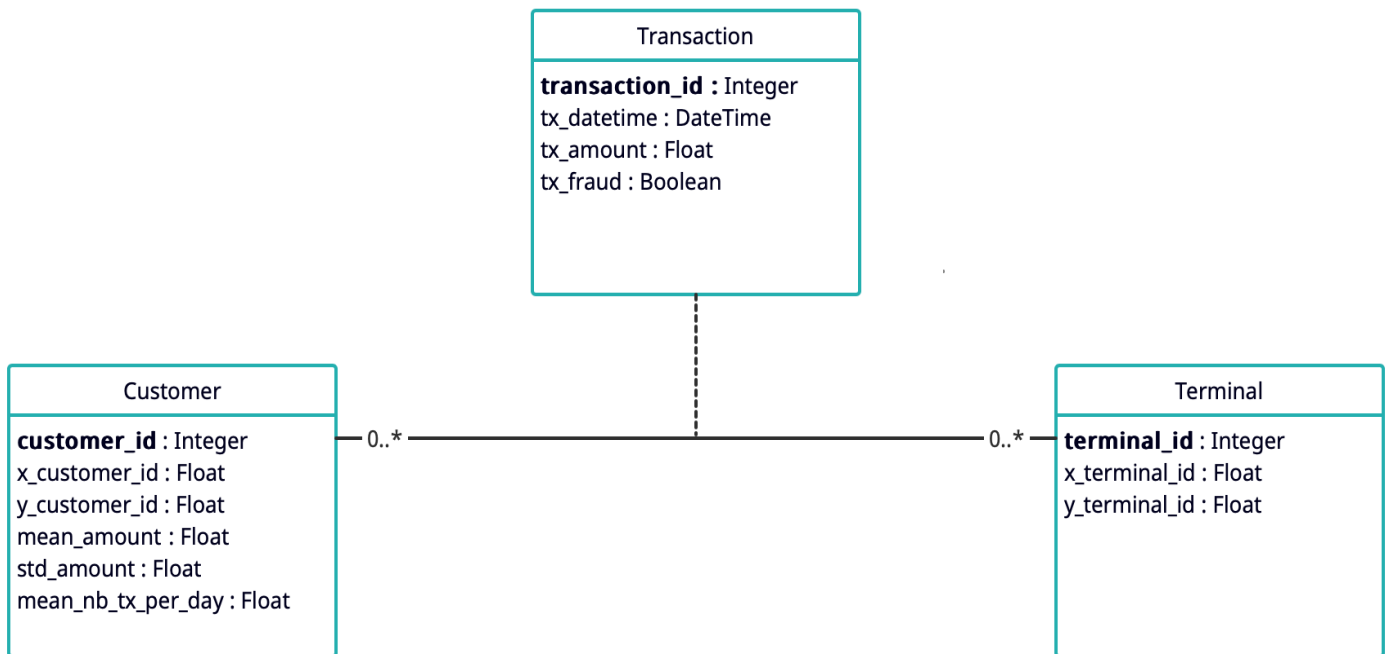 Transaction
transaction_id : Integer
tx_datetime : DateTime
tx_amount : Float
tx_fraud : Boolean
Customer
customer_id : Integer
x_customer_id : Float
y_customer_id : Float
mean_amount : Float
std_amount : Float
mean_nb_tx_per_day : Float
0..*
0..*
Terminal
terminal_id : Integer
x_terminal_id : Float
y_terminal_id : Float